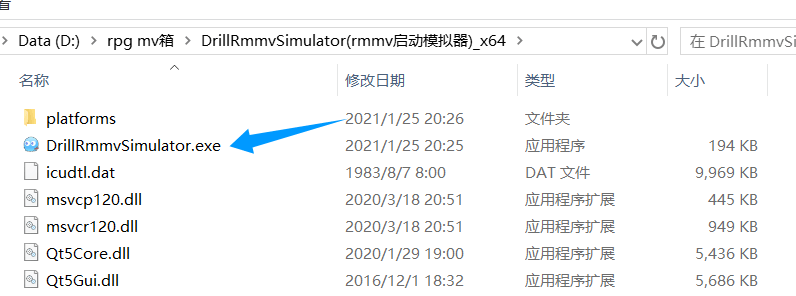 Data (D:) › rpg mv箱 › DrillRmmvSimulator(rmmv启动模拟器)_x64 ›
名称 修改日期 类型 大小
platforms 2021/1/25 20:26 文件夹
DrillRmmvSimulator.exe 2021/1/25 20:25 应用程序 194 KB
icudtl.dat 1983/8/7 8:00 DAT 文件 9,969 KB
msvcp120.dll 2020/3/18 20:51 应用程序扩展 445 KB
msvcr120.dll 2020/3/18 20:51 应用程序扩展 949 KB
Qt5Core.dll 2020/1/29 19:00 应用程序扩展 5,436 KB
Qt5Gui.dll 2016/12/1 18:32 应用程序扩展 5,686 KB